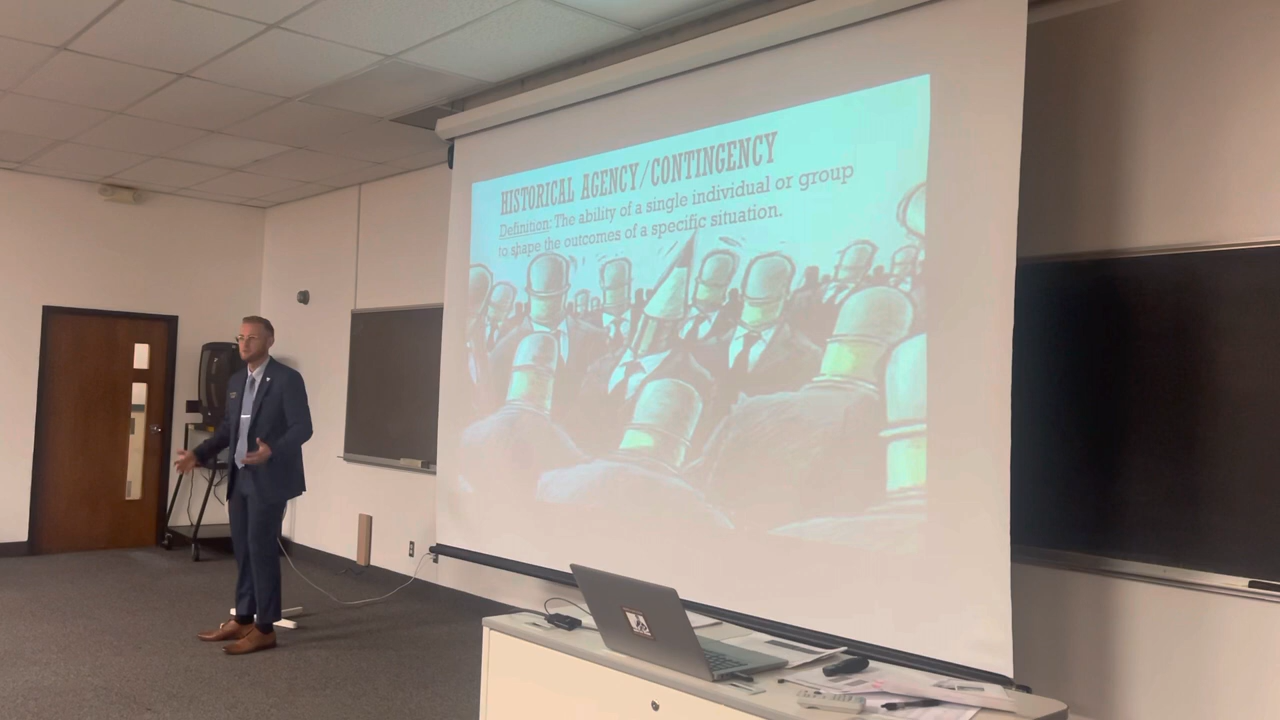 HISTORICAL AGENCY/CONTINGENCY
Definition: The ability of a single individual or group
to shape the outcomes of a specific situation.